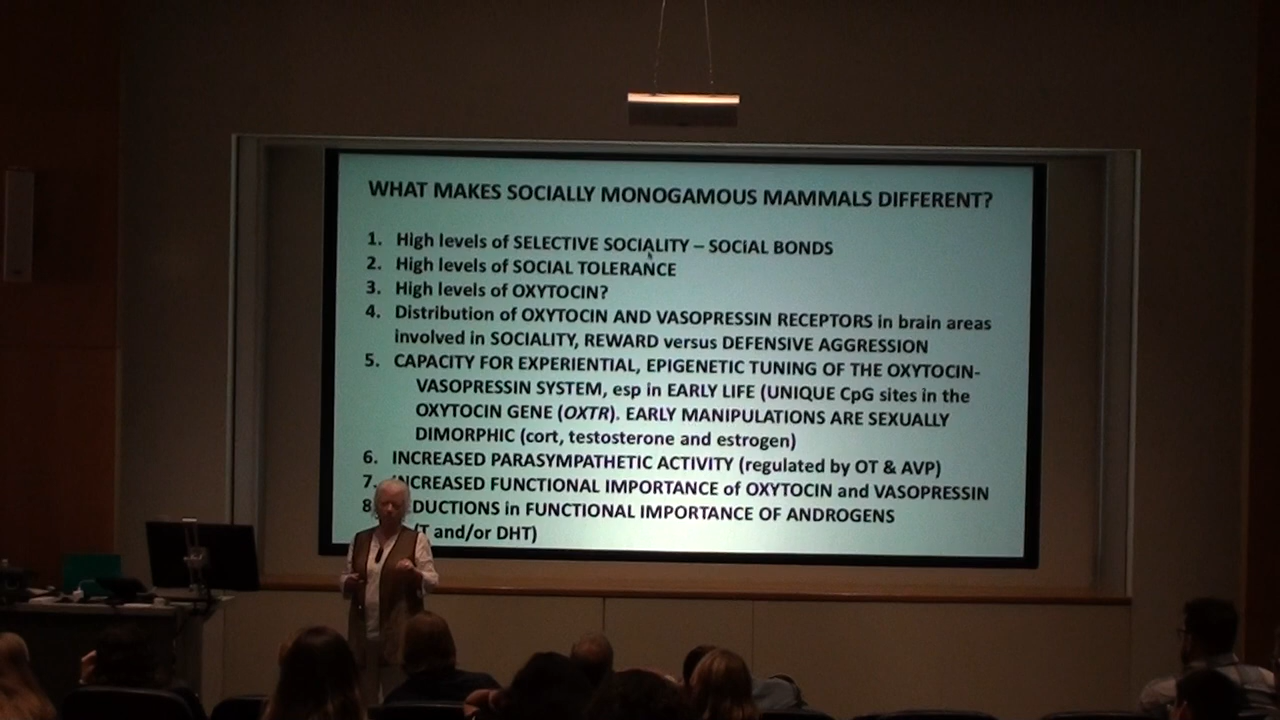 WHAT MAKES SOCIALLY MONOGAMOUS MAMMALS DIFFERENT?
1. High levels of SELECTIVE SOCIALITY – SOCIAL BONDS
2. High levels of SOCIAL TOLERANCE
3. High levels of OXYTOCIN?
4. Distribution of OXYTOCIN AND VASOPRESSIN RECEPTORS in brain areas
involved in SOCIALITY, REWARD versus DEFENSIVE AGGRESSION
5. CAPACITY FOR EXPERIENTIAL, EPIGENETIC TUNING OF THE OXYTOCIN-
VASOPRESSIN SYSTEM, esp in EARLY LIFE (UNIQUE CpG sites in the
OXYTOCIN GENE (OXTR). EARLY MANIPULATIONS ARE SEXUALLY
DIMORPHIC (cort, testosterone and estrogen)
6. INCREASED PARASYMPATHETIC ACTIVITY (regulated by OT & AVP)
7. INCREASED FUNCTIONAL IMPORTANCE of OXYTOCIN and VASOPRESSIN
8 DUCTIONS in FUNCTIONAL IMPORTANCE OF ANDROGENS
T and/or DHT)